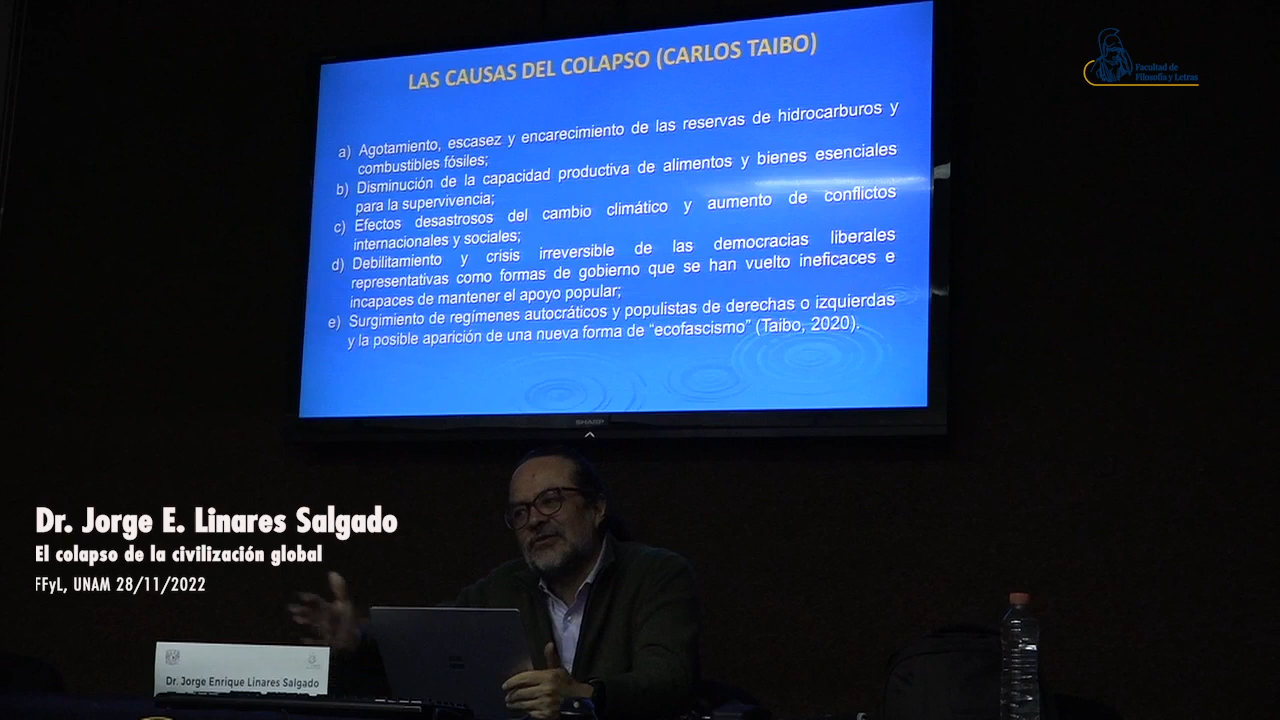 LAS CAUSAS DEL COLAPSO (CARLOS TAIBO)
a) Agotamiento, escasez y encarecimiento de las reservas de hidrocarburos y
combustibles fósiles;
b) Disminución de la capacidad productiva de alimentos y bienes esenciales
para la supervivencia;
c) Efectos desastrosos del cambio climático y aumento de conflictos
internacionales y sociales;
d) Debilitamiento y crisis irreversible de las democracias liberales
representativas como formas de gobierno que se han vuelto ineficaces e
incapaces de mantener el apoyo popular;
e) Surgimiento de regímenes autocráticos y populistas de derechas o izquierdas
y la posible aparición de una nueva forma de “ecofascismo” (Taibo, 2020).
Facultad de
Filosofía y Letras
SHARP
Dr. Jorge E. Linares Salgado
El colapso de la civilización global
FFyL, UNAM 28/11/2022
Dr. Jorge Enrique Linares Salgado